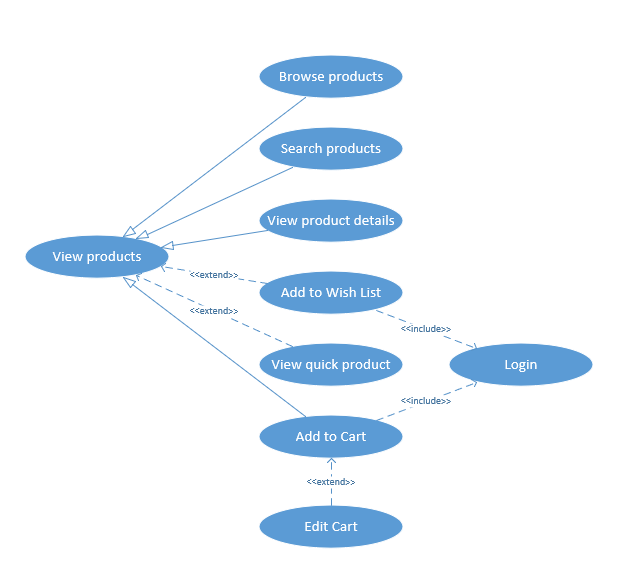 Browse products
Search products
View product details
View products
<<extend>>
Add to Wish List
<<extend>>
<<include>>
View quick product
Login
<<include>>
Add to Cart
<<extend>>
Edit Cart